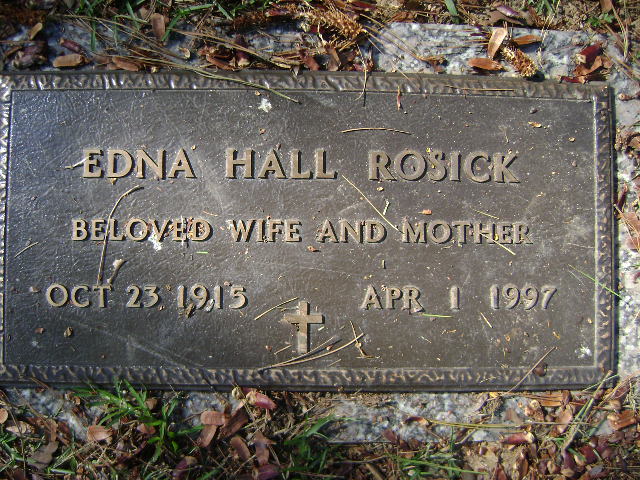 EDNA HALL ROSICK
BELOVED WIFE AND MOTHER
OCT 23 1915 APR 1 1997